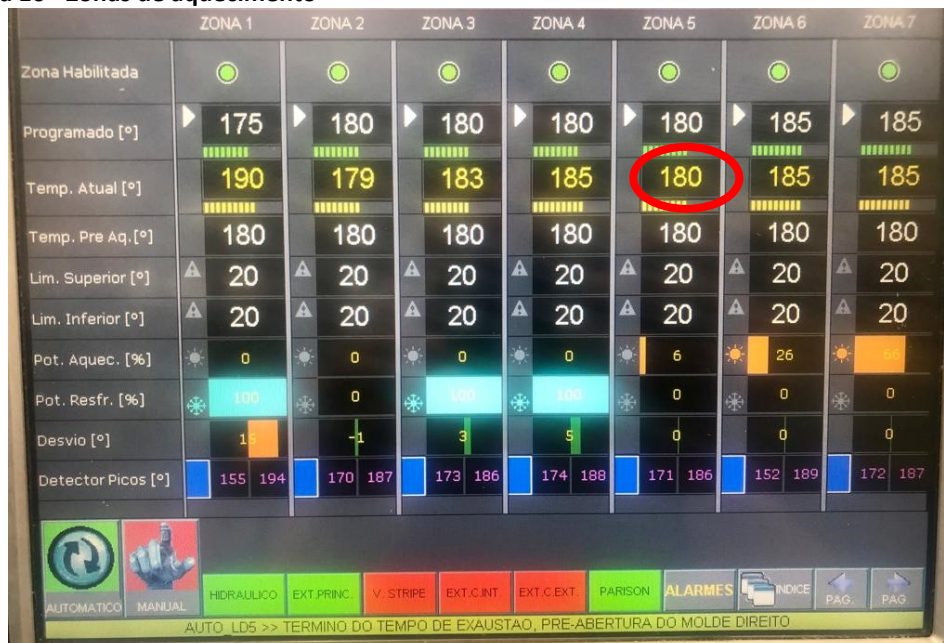 ZONA 1 ZONA 2 ZONA 3 ZONA 4 ZONA 5 ZONA 6 ZONA 7
Zona Habilitada
Programado [°] 175 180 180 180 180 185 185
Temp. Atual [°] 190 179 183 185 180 185 185
Temp. Pre Aq.[°] 180 180 180 180 180 180 180
Lim. Superior [°] 20 20 20 20 20 20 20
Lim. Inferior [°] 20 20 20 20 20 20 20
Pot. Aquec. [%] 0 0 0 0 6 26 66
Pot. Resfr. [%] 100 0 100 100 0 0 0
Desvio [°] 15 -1 3 5 0 0 0
Detector Picos [°] 155 194 170 187 173 186 174 188 171 186 152 189 172 187
AUTOMATICO MANUAL HIDRAULICO EXT.PRINC. V. STRIPE EXT.C.INT. EXT.C.EXT. PARISON ALARMES INDICE PAG. PAG.
AUTO_LD5 >> TERMINO DO TEMPO DE EXAUSTAO, PRE-ABERTURA DO MOLDE DIREITO